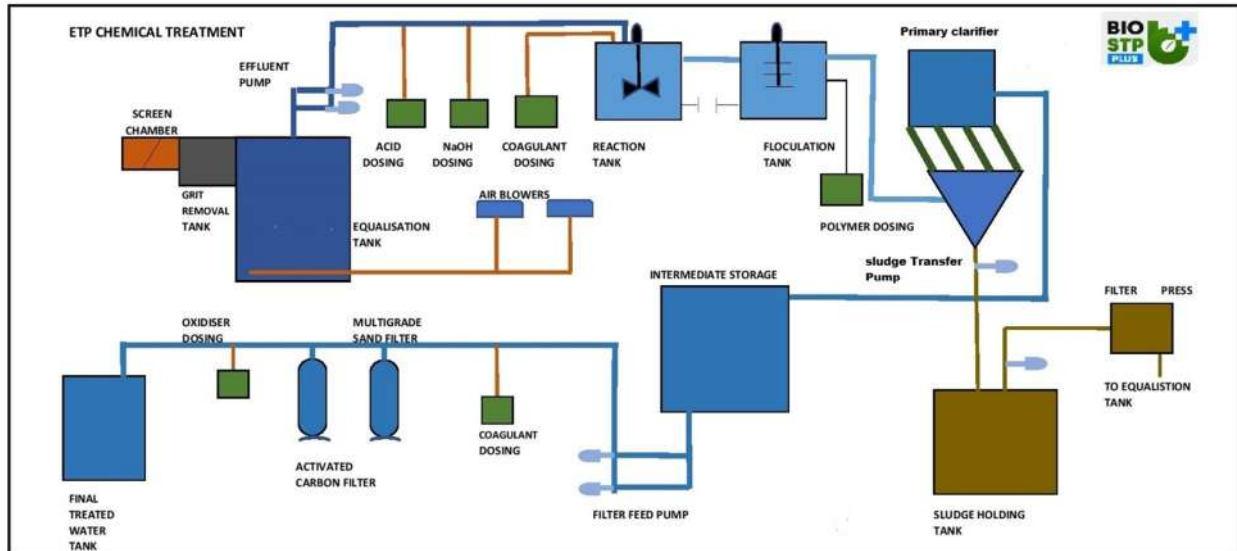 ETP CHEMICAL TREATMENT
BIO
STP
PLUS
Primary clarifier
EFFLUENT
PUMP
SCREEN
CHAMBER
GRIT
REMOVAL
TANK
EQUALISATION
TANK
ACID
DOSING
NaOH
DOSING
COAGULANT
DOSING
REACTION
TANK
FLOCULATION
TANK
AIR BLOWERS
POLYMER DOSING
sludge Transfer
Pump
INTERMEDIATE STORAGE
FILTER PRESS
TO EQUALISTION
TANK
OXIDISER
DOSING
MULTIGRADE
SAND FILTER
COAGULANT
DOSING
ACTIVATED
CARBON FILTER
FINAL
TREATED
WATER
TANK
FILTER FEED PUMP
SLUDGE HOLDING
TANK